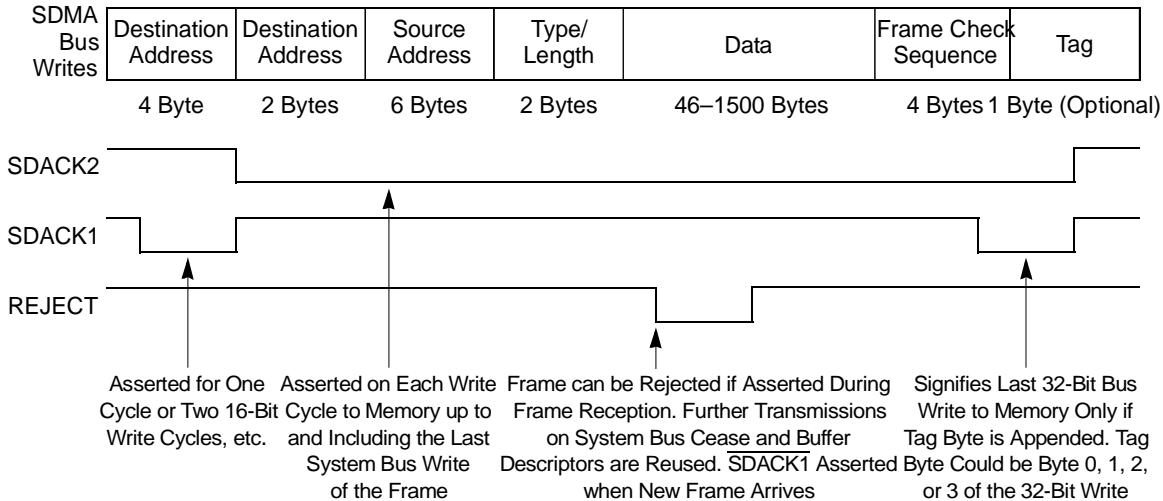 SDMA
Bus
Writes
Destination
Address
Destination
Address
Source
Address
Type/
Length
Data
Frame Check
Sequence
Tag
4 Byte
2 Bytes
6 Bytes
2 Bytes
46–1500 Bytes
4 Bytes
1 Byte (Optional)
SDACK2
SDACK1
REJECT
Asserted for One
Cycle or Two 16-Bit
Write Cycles, etc.
Asserted on Each Write
Cycle to Memory up to
and Including the Last
System Bus Write
of the Frame
Frame can be Rejected if Asserted During
Frame Reception. Further Transmissions
on System Bus Cease and Buffer
Descriptors are Reused. SDACK1 Asserted
when New Frame Arrives
Signifies Last 32-Bit Bus
Write to Memory Only if
Tag Byte is Appended. Tag
Byte Could be Byte 0, 1, 2,
or 3 of the 32-Bit Write